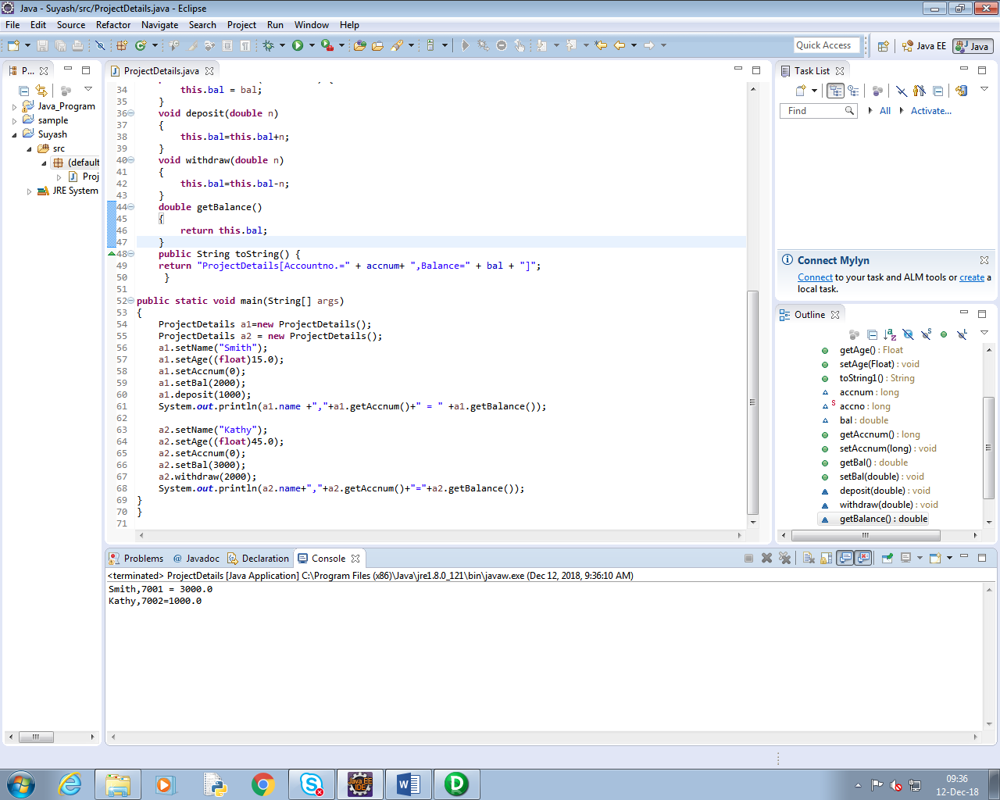 Java - Suyash/src/ProjectDetails.java - Eclipse
File Edit Source Refactor Navigate Search Project Run Window Help
Quick Access
Java EE
Java
P...
Java_Program
sample
Suyash
src
(default
Proj
JRE System
ProjectDetails.java
34 this.bal = bal;
35 }
36 void deposit(double n)
37 {
38 this.bal=this.bal+n;
39 }
40 void withdraw(double n)
41 {
42 this.bal=this.bal-n;
43 }
44 double getBalance()
45 {
46 return this.bal;
47 }
48 public String toString() {
49 return "ProjectDetails[Accountno.=" + accnum+ ",Balance=" + bal + "]";
50 }
51
52 public static void main(String[] args)
53 {
54 ProjectDetails a1=new ProjectDetails();
55 ProjectDetails a2 = new ProjectDetails();
56 a1.setName("Smith");
57 a1.setAge((float)15.0);
58 a1.setAccnum(0);
59 a1.setBal(2000);
60 a1.deposit(1000);
61 System.out.println(a1.name +","+a1.getAccnum()+" = " +a1.getBalance());
62
63 a2.setName("Kathy");
64 a2.setAge((float)45.0);
65 a2.setAccnum(0);
66 a2.setBal(3000);
67 a2.withdraw(2000);
68 System.out.println(a2.name+","+a2.getAccnum()+"="+a2.getBalance());
69 }
70 }
71
Task List
Find
All
Activate...
Connect Mylyn
Connect to your task and ALM tools or create a
local task.
Outline
getAge() : Float
setAge(Float) : void
toString1() : String
accnum : long
accno : long
bal : double
getAccnum() : long
setAccnum(long) : void
getBal() : double
setBal(double) : void
deposit(double) : void
withdraw(double) : void
getBalance() : double
Problems @ Javadoc Declaration Console
<terminated> ProjectDetails [Java Application] C:\Program Files (x86)\Java\jre1.8.0_121\bin\javaw.exe (Dec 12, 2018, 9:36:10 AM)
Smith,7001 = 3000.0
Kathy,7002=1000.0
Java EE
IDE
09:36
12-Dec-18